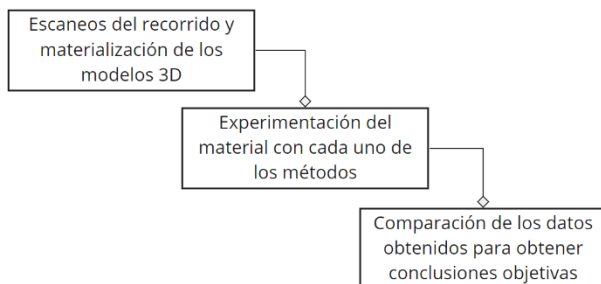 Escaneos del recorrido y
materialización de los
modelos 3D
Experimentación del
material con cada uno de
los métodos
Comparación de los datos
obtenidos para obtener
conclusiones objetivas